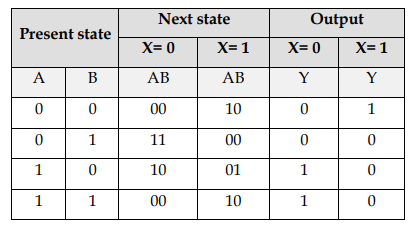 Present state Next state Output
X= 0 X= 1 X= 0 X= 1
A B AB AB Y Y
0 0 00 10 0 1
0 1 11 00 0 0
1 0 10 01 1 0
1 1 00 10 1 0